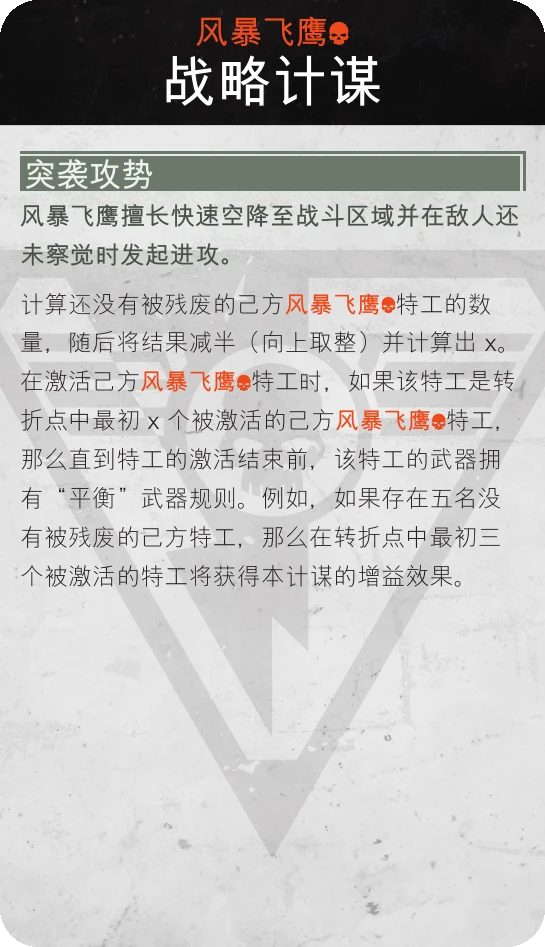 风暴飞鹰
战略计谋
突袭攻势
风暴飞鹰擅长快速空降至战斗区域并在敌人还
未察觉时发起进攻。
计算还没有被残废的己方风暴飞鹰特工的数
量，随后将结果减半（向上取整）并计算出 x。
在激活己方风暴飞鹰特工时，如果该特工是转
折点中最初 x 个被激活的己方风暴飞鹰特工，
那么直到特工的激活结束前，该特工的武器拥
有“平衡”武器规则。例如，如果存在五名没
有被残废的己方特工，那么在转折点中最初三
个被激活的特工将获得本计谋的增益效果。